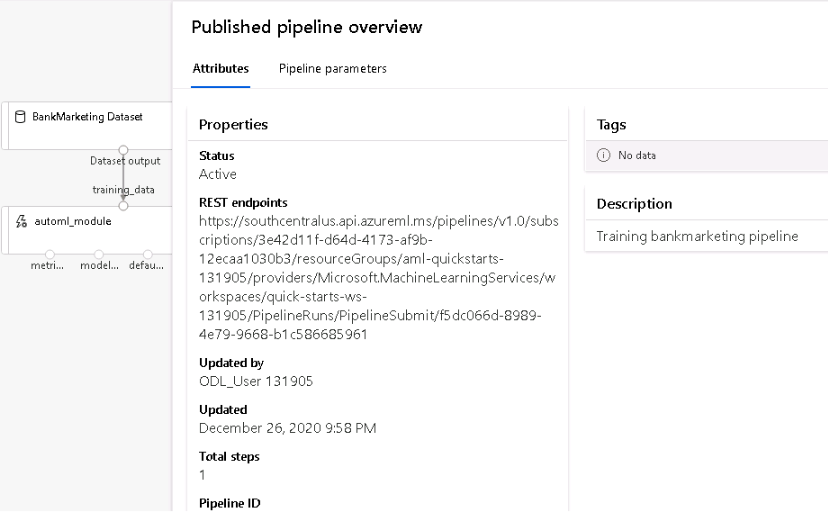 Published pipeline overview
Attributes
Pipeline parameters
BankMarketing Dataset
Dataset output
training_data
automl_module
metri...
model...
defau...
Properties
Status
Active
REST endpoints
https://southcentralus.api.azureml.ms/pipelines/v1.0/subs
criptions/3e42d11f-d64d-4173-af9b-
12ecaa1030b3/resourceGroups/aml-quickstarts-
131905/providers/Microsoft.MachineLearningServices/w
orkspaces/quick-starts-ws-
131905/PipelineRuns/PipelineSubmit/f5dc066d-8989-
4e79-9668-b1c586685961
Updated by
ODL_User 131905
Updated
December 26, 2020 9:58 PM
Total steps
1
Pipeline ID
Tags
No data
Description
Training bankmarketing pipeline